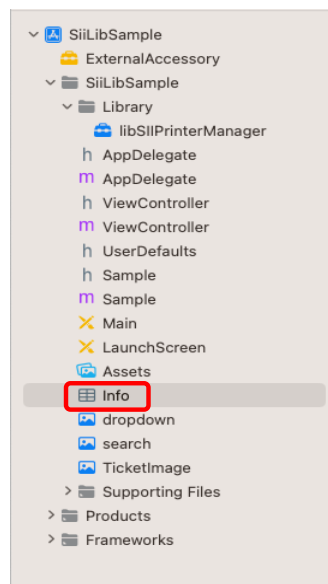 SiiLibSample
ExternalAccessory
SiiLibSample
Library
libSIIPrinterManager
h AppDelegate
m AppDelegate
h ViewController
m ViewController
h UserDefaults
h Sample
m Sample
Main
LaunchScreen
Assets
Info
dropdown
search
TicketImage
Supporting Files
Products
Frameworks